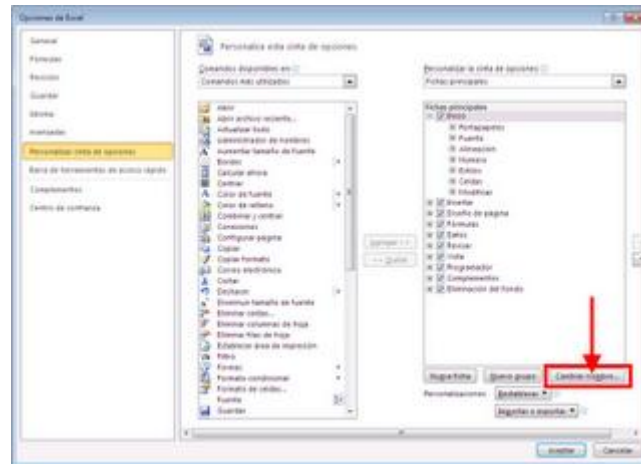 Opciones de Excel
General
Fórmulas
Revisión
Guardar
Idioma
Avanzadas
Personalizar cinta de opciones
Barra de herramientas de acceso rápido
Complementos
Centro de confianza
Personalice esta cinta de opciones.
Comandos disponibles en:
Comandos más utilizados
Abrir
Abrir archivo reciente...
Actualizar todo
Administrador de nombres
Aumentar tamaño de fuente
Bordes
Calcular ahora
Centrar
Color de fuente
Color de relleno
Combinar y centrar
Conexiones
Configurar página
Copiar
Copiar formato
Correo electrónico
Cortar
Deshacer
Disminuir tamaño de fuente
Eliminar celdas...
Eliminar columnas de hoja
Eliminar filas de hoja
Establecer área de impresión
Filtro
Formas
Formato condicional
Formato de celdas...
Fuente
Guardar
Agregar >>
<< Quitar
Personalizar la cinta de opciones:
Fichas principales
Fichas principales
Inicio
Portapapeles
Fuente
Alineación
Número
Estilos
Celdas
Modificar
Insertar
Diseño de página
Fórmulas
Datos
Revisar
Vista
Programador
Complementos
Eliminación del fondo
Nueva ficha
Nuevo grupo
Cambiar nombre...
Personalizaciones:
Restablecer
Importar o exportar
Aceptar
Cancelar